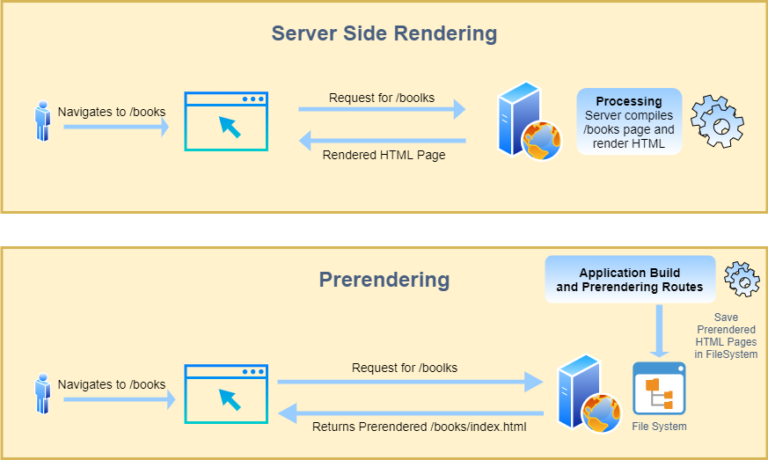 Server Side Rendering
Navigates to /books
Request for /boolks
Rendered HTML Page
Processing
Server compiles
/books page and
render HTML
Prerendering
Application Build
and Prerendering Routes
Save
Prerendered
HTML Pages
in FileSystem
Navigates to /books
Request for /boolks
Returns Prerendered /books/index.html
File System